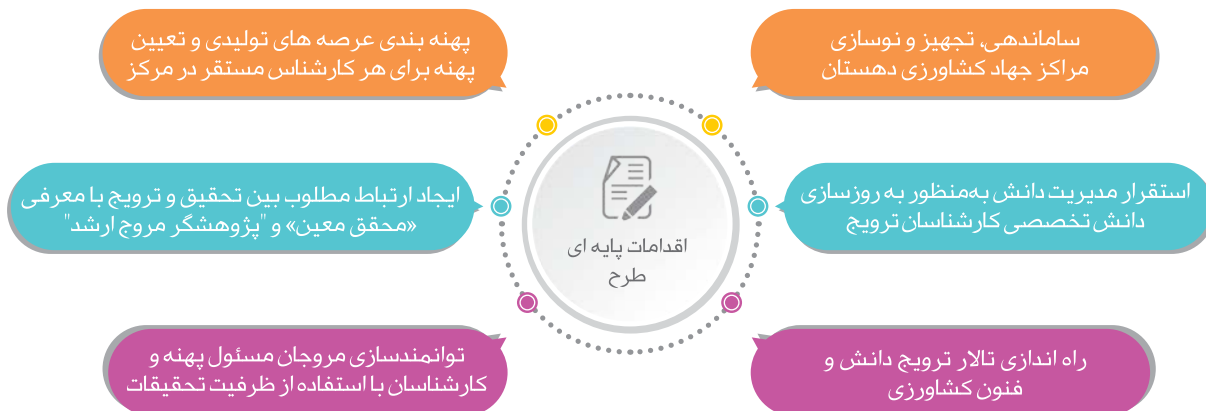 ساماندهی، تجهیز و نوسازی
مراکز جهاد کشاورزی دهستان
پهنه بندی عرصه های تولیدی و تعیین
پهنه برای هر کارشناس مستقر در مرکز
استقرار مدیریت دانش به‌منظور به روزسازی
دانش تخصصی کارشناسان ترویج
اقدامات پایه ای
طرح
ایجاد ارتباط مطلوب بین تحقیق و ترویج با معرفی
«محقق معین» و "پژوهشگر مروج ارشد"
راه اندازی تالار ترویج دانش و
فنون کشاورزی
توانمندسازی مروجان مسئول پهنه و
کارشناسان با استفاده از ظرفیت تحقیقات